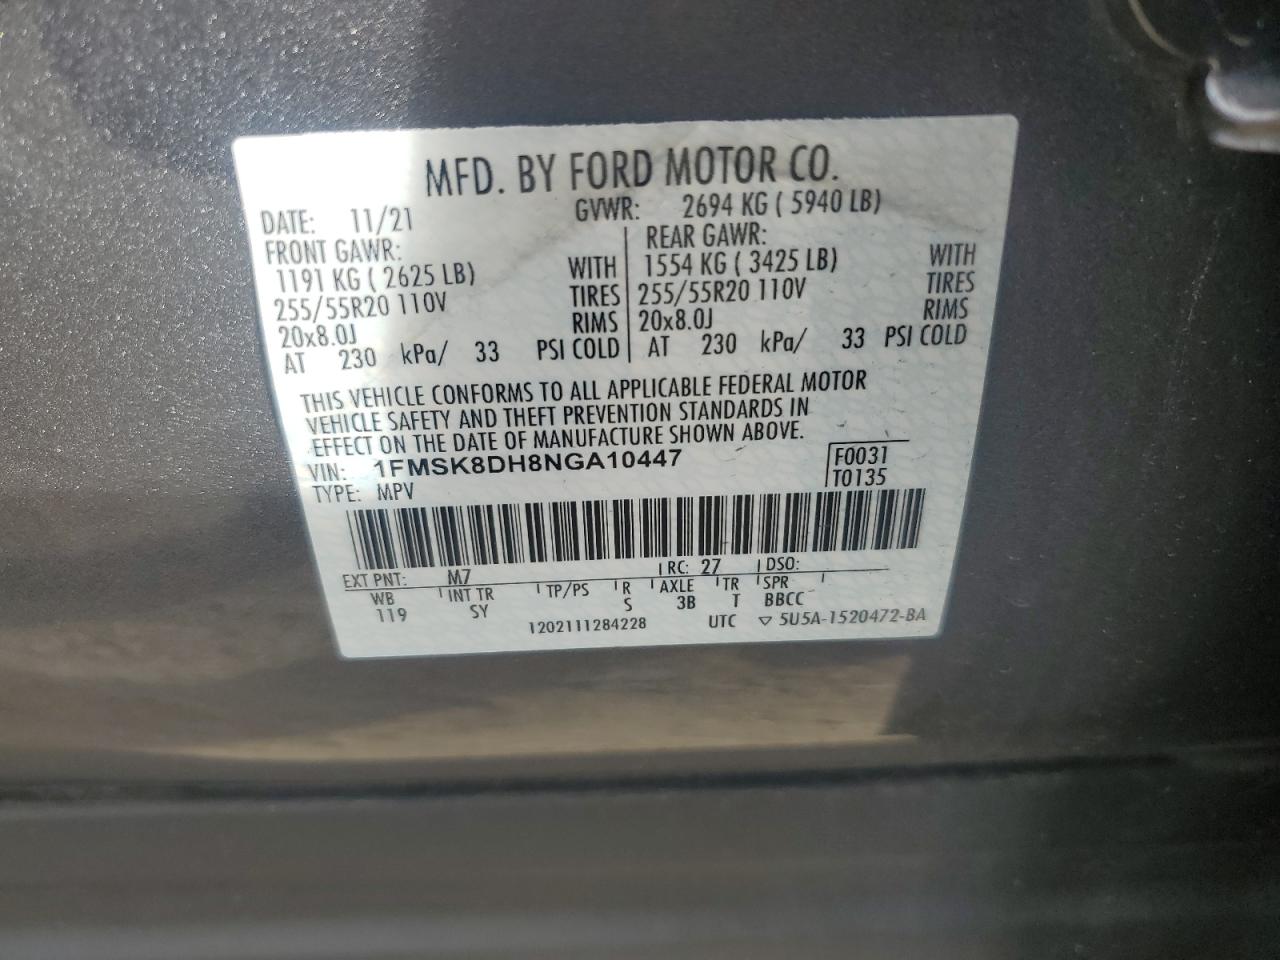 MFD. BY FORD MOTOR CO.
DATE: 11/21 GVWR: 2694 KG ( 5940 LB)
FRONT GAWR: REAR GAWR:
1191 KG ( 2625 LB) WITH 1554 KG ( 3425 LB) WITH
255/55R20 110V TIRES 255/55R20 110V TIRES
20x8.0J RIMS 20x8.0J RIMS
AT 230 kPa/ 33 PSI COLD AT 230 kPa/ 33 PSI COLD
THIS VEHICLE CONFORMS TO ALL APPLICABLE FEDERAL MOTOR
VEHICLE SAFETY AND THEFT PREVENTION STANDARDS IN
EFFECT ON THE DATE OF MANUFACTURE SHOWN ABOVE.
VIN: 1FMSK8DH8NGA10447 F0031
TYPE: MPV T0135
EXT PNT: M7 RC: 27 DSO:
WB INT TR TP/PS R AXLE TR SPR
119 SY S 3B T BBCC
1202111284228 UTC ▽ 5U5A-1520472-BA